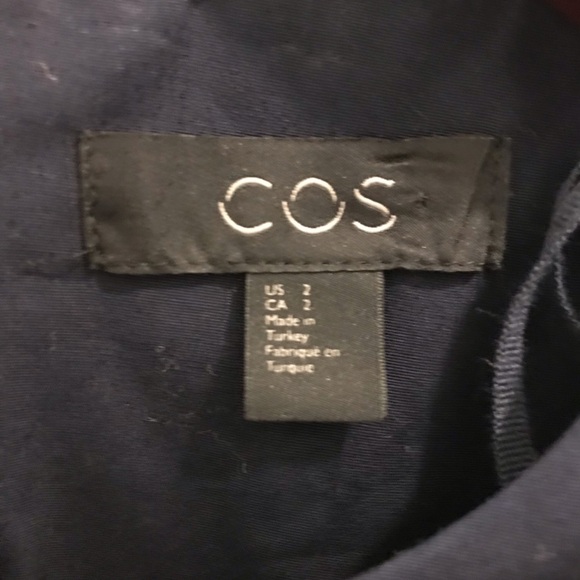 COS
US 2
CA 2
Made in
Turkey
Fabriqué en
Turquie